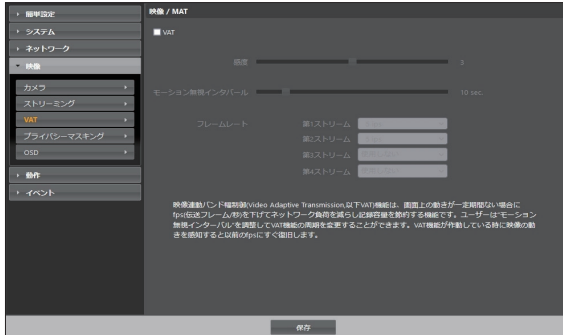 簡単設定
システム
ネットワーク
映像
カメラ
ストリーミング
VAT
プライバシーマスキング
OSD
動作
イベント
映像 / MAT
VAT
感度
3
モーション無視インタバール
10 sec.
フレームレート
第1ストリーム
第2ストリーム
第3ストリーム
第4ストリーム
映像連動バンド幅制御(Video Adaptive Transmission,以下VAT)機能は、画面上の動きが一定期間ない場合に
fps(伝送フレーム/秒)を下げてネットワーク負荷を減らし記録容量を節約する機能です。ユーザーは“モーション
無視インターバル”を調整してVAT機能の周期を変更することができます。VAT機能が作動している時に映像の動
きを感知すると以前のfpsにすぐ復旧します。
保存